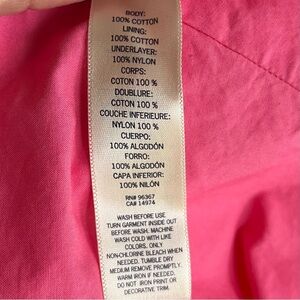 BODY:
100% COTTON
LINING:
100% COTTON
UNDERLAYER:
100% NYLON
CORPS:
COTON 100 %
DOUBLURE:
COTON 100 %
COUCHE INFERIEURE:
NYLON 100 %
CUERPO:
100% ALGODÓN
FORRO:
100% ALGODÓN
CAPA INFERIOR:
100% NILÓN
RN# 96367
CA# 14974
WASH BEFORE USE
TURN GARMENT INSIDE OUT
BEFORE WASH. MACHINE
WASH COLD WITH LIKE
COLORS. ONLY
NON-CHLORINE BLEACH WHEN
NEEDED. TUMBLE DRY
MEDIUM REMOVE PROMPTLY.
WARM IRON IF NEEDED.
DO NOT IRON PRINT OR
DECORATIVE TRIM.